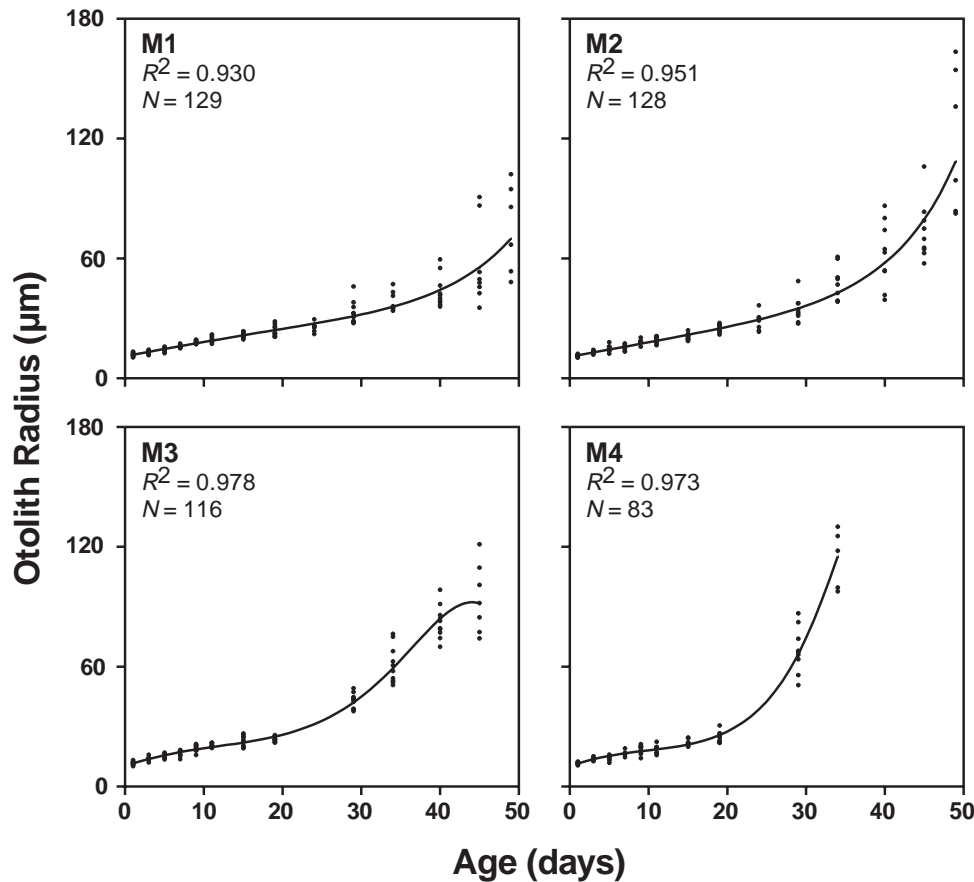 180
120
60
0
M1
R² = 0.930
N = 129
M2
R² = 0.951
N = 128
180
120
60
0
M3
R² = 0.978
N = 116
M4
R² = 0.973
N = 83
0 10 20 30 40 50 0 10 20 30 40 50
Otolith Radius (µm)
Age (days)